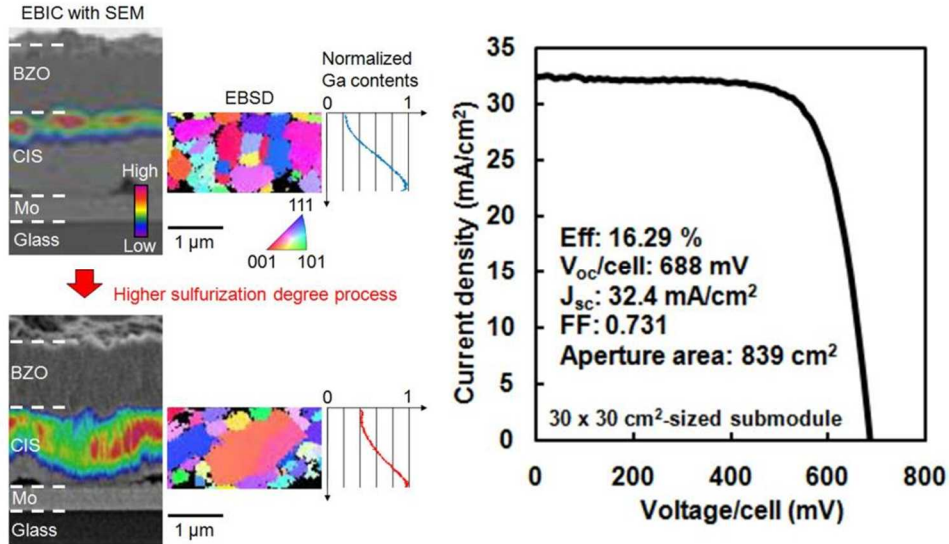 EBIC with SEM
BZO
CIS
High
Low
Mo
Glass
EBSD
1 μm
111
001 101
Normalized
Ga contents
0 1
Higher sulfurization degree process
BZO
CIS
Mo
Glass
1 μm
0 1
Current density (mA/cm²)
35
30
25
20
15
10
5
0
Eff: 16.29 %
Voc/cell: 688 mV
Jsc: 32.4 mA/cm²
FF: 0.731
Aperture area: 839 cm²
30 x 30 cm²-sized submodule
0 200 400 600 800
Voltage/cell (mV)